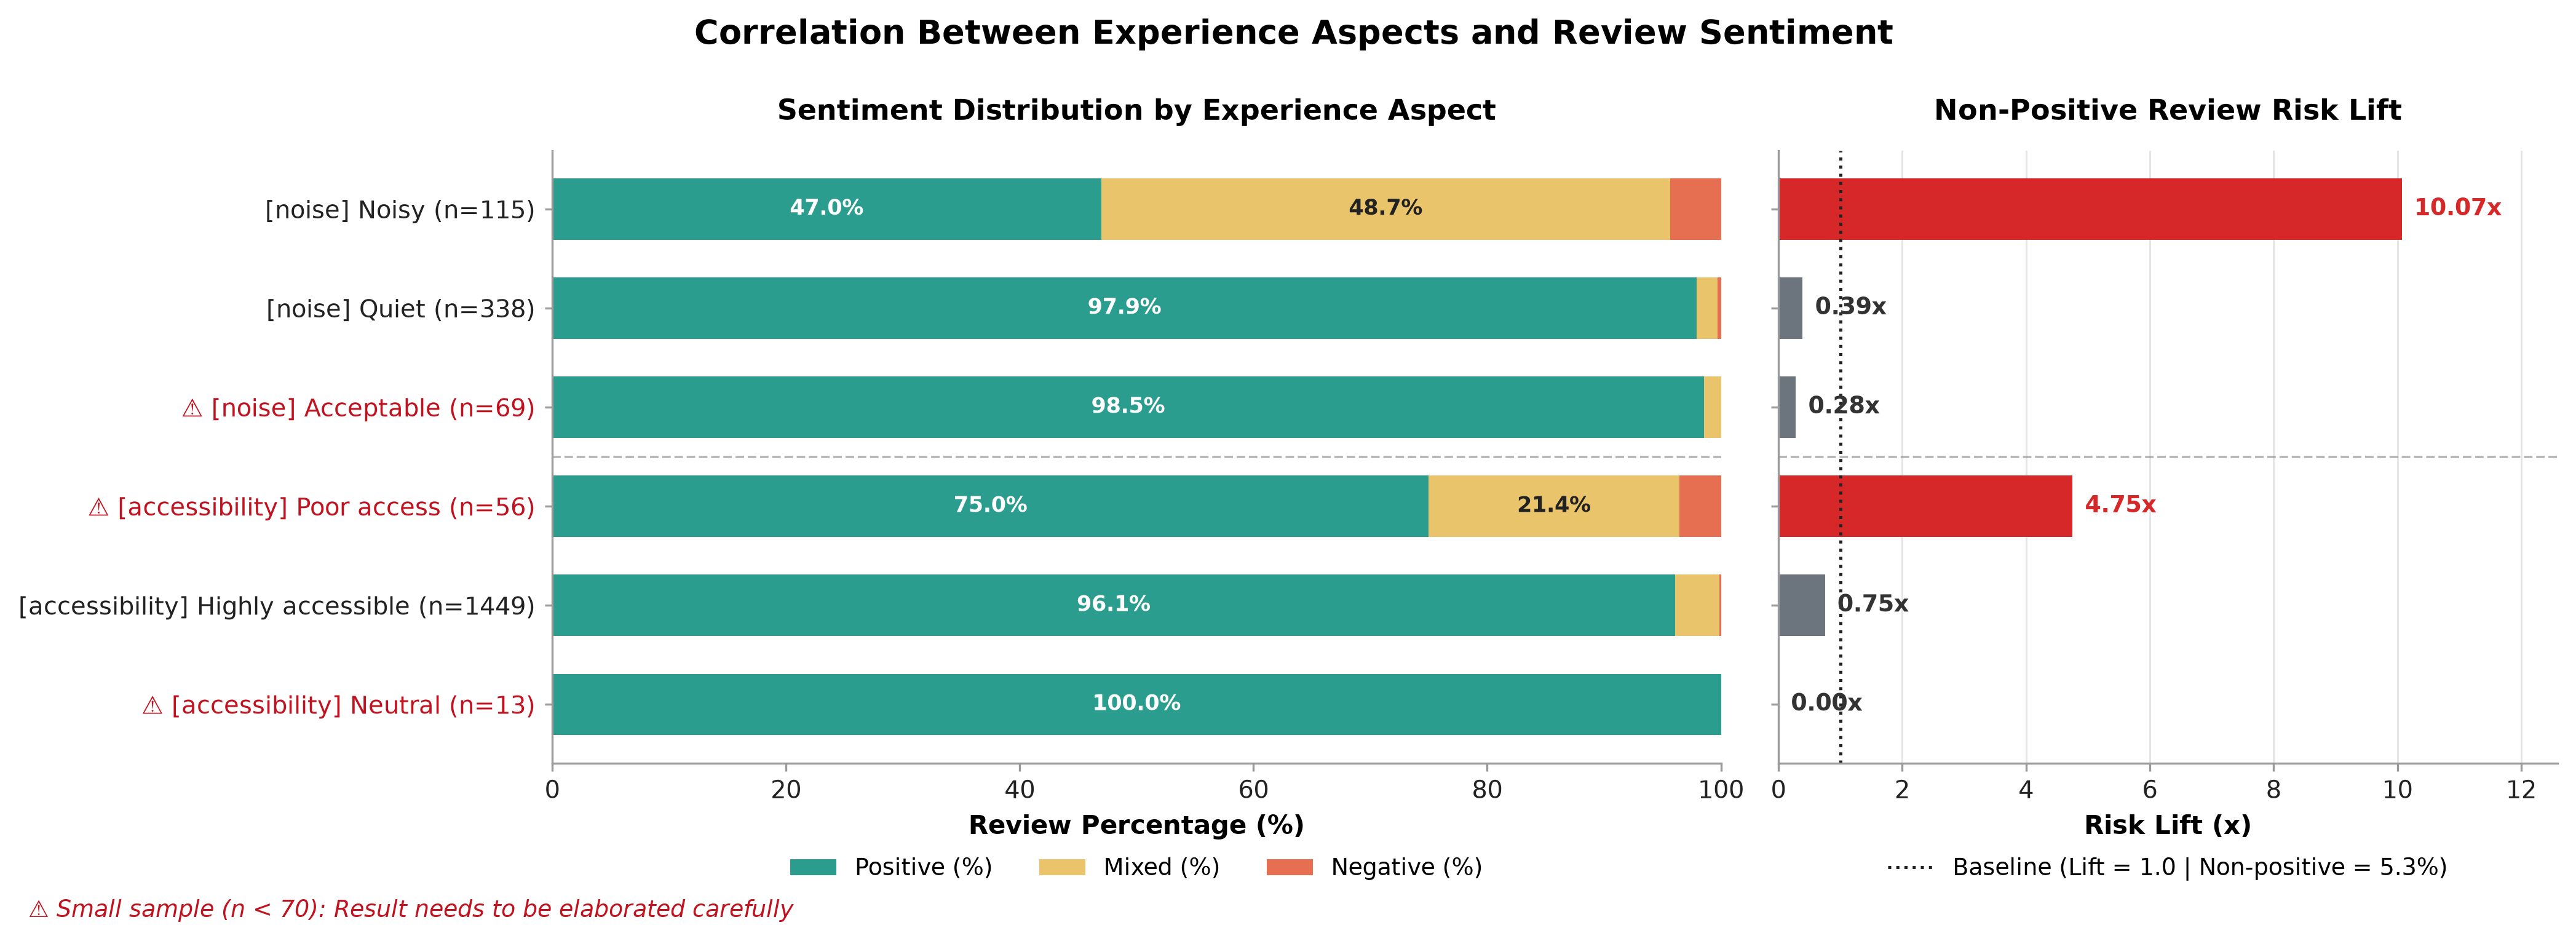 Correlation Between Experience Aspects and Review Sentiment
Sentiment Distribution by Experience Aspect
[noise] Noisy (n=115)
47.0%
48.7%
[noise] Quiet (n=338)
97.9%
⚠ [noise] Acceptable (n=69)
98.5%
⚠ [accessibility] Poor access (n=56)
75.0%
21.4%
[accessibility] Highly accessible (n=1449)
96.1%
⚠ [accessibility] Neutral (n=13)
100.0%
0 20 40 60 80 100
Review Percentage (%)
Positive (%) Mixed (%) Negative (%)
Non-Positive Review Risk Lift
10.07x
0.39x
0.28x
4.75x
0.75x
0.00x
0 2 4 6 8 10 12
Risk Lift (x)
Baseline (Lift = 1.0 | Non-positive = 5.3%)
⚠ Small sample (n < 70): Result needs to be elaborated carefully